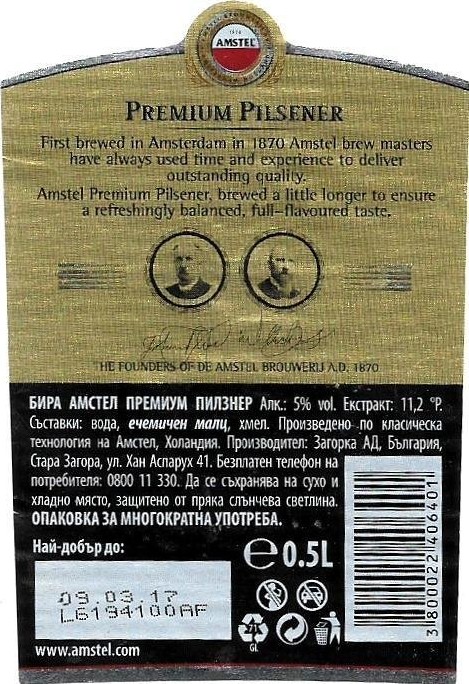 AMSTEL
PREMIUM PILSENER
First brewed in Amsterdam in 1870 Amstel brew masters
have always used time and experience to deliver
outstanding quality.
Amstel Premium Pilsener, brewed a little longer to ensure
a refreshingly balanced, full-flavoured taste.
THE FOUNDERS OF DE AMSTEL BROUWERIJ A.D. 1870
БИРА АМСТЕЛ ПРЕМИУМ ПИЛЗНЕР Алк.: 5% vol. Екстракт: 11,2 °P.
Съставки: вода, ечемичен малц, хмел. Произведено по класическа
технология на Амстел, Холандия. Производител: Загорка АД, България,
Стара Загора, ул. Хан Аспарух 41. Безплатен телефон на
потребителя: 0800 11 330. Да се съхранява на сухо и
хладно място, защитено от пряка слънчева светлина.
ОПАКОВКА ЗА МНОГОКРАТНА УПОТРЕБА.
Най-добър до:
℮ 0.5L
09.03.17
L6194100AF
21
GL
www.amstel.com
3 800022 406401